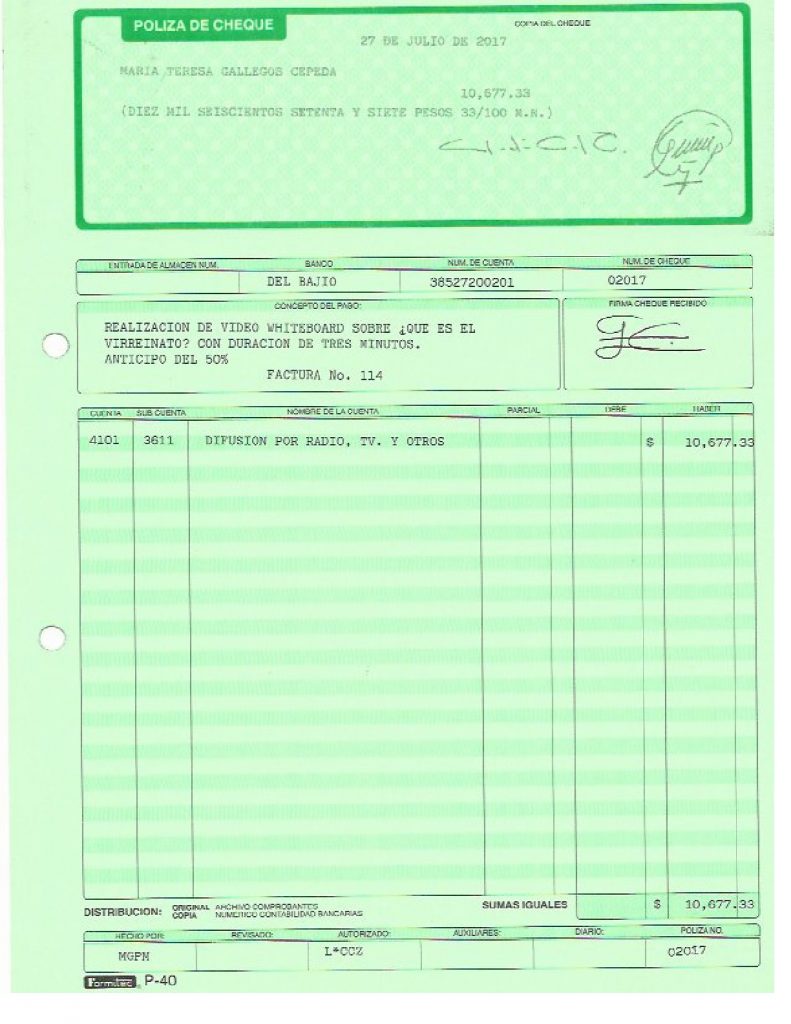 POLIZA DE CHEQUE
COPIA DEL CHEQUE
27 DE JULIO DE 2017
MARIA TERESA GALLEGOS CEPEDA
10,677.33
(DIEZ MIL SEISCIENTOS SETENTA Y SIETE PESOS 33/100 M.N.)
ENTRADA DE ALMACEN NUM. BANCO NUM. DE CUENTA NUM. DE CHEQUE
DEL BAJIO 38527200201 02017
CONCEPTO DEL PAGO: FIRMA CHEQUE RECIBIDO
REALIZACION DE VIDEO WHITEBOARD SOBRE ¿QUE ES EL
VIRREINATO? CON DURACION DE TRES MINUTOS.
ANTICIPO DEL 50%
FACTURA No. 114
CUENTA SUB CUENTA NOMBRE DE LA CUENTA PARCIAL DEBE HABER
4101 3611 DIFUSION POR RADIO, TV. Y OTROS $ 10,677.33
DISTRIBUCION: ORIGINAL ARCHIVO COMPROBANTES
COPIA NUMERICO CONTABILIDAD BANCARIAS
SUMAS IGUALES $ 10,677.33
HECHO POR: REVISADO: AUTORIZADO: AUXILIARES: DIARIO: POLIZA NO.
MGPM L*CCZ 02017
Formitec P-40